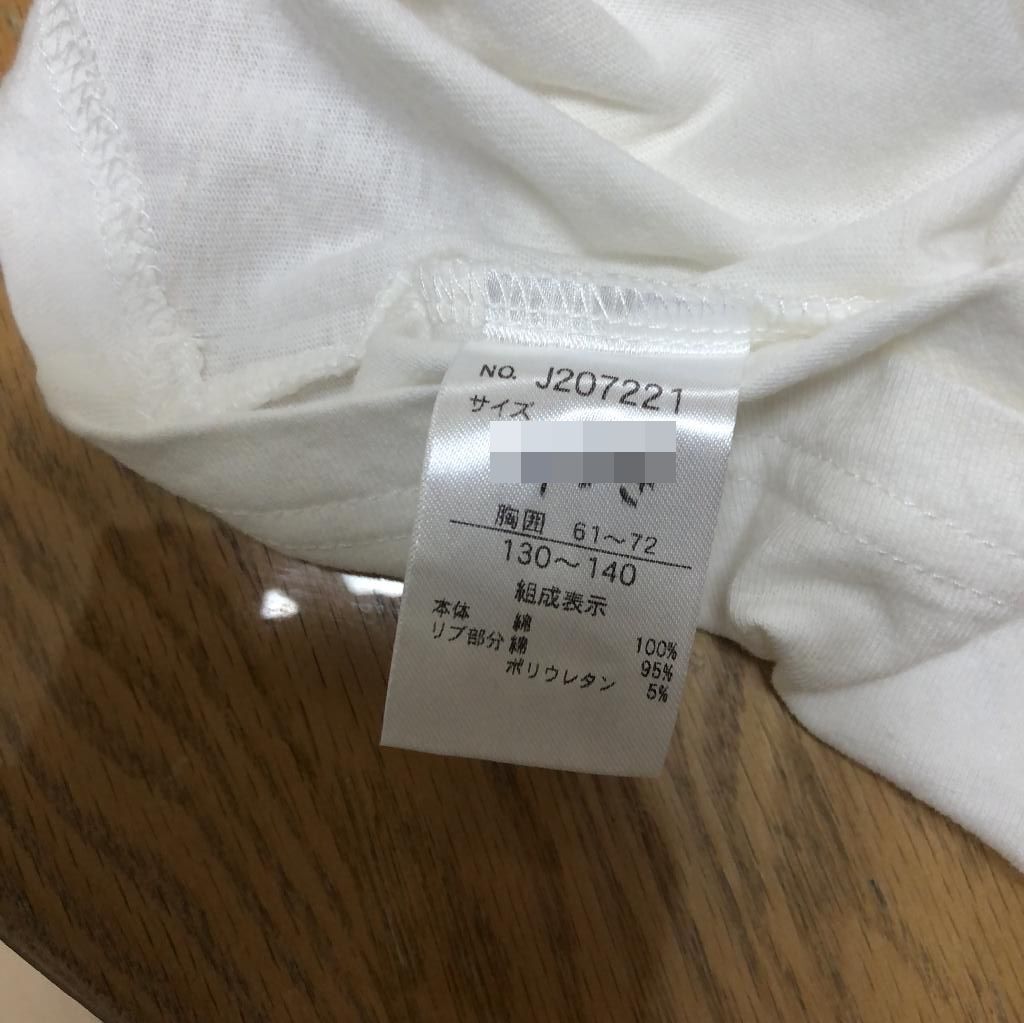 NO. J207221
サイズ
胸囲 61～72
130～140
組成表示
本体 綿 100%
リブ部分 綿 95%
ポリウレタン 5%